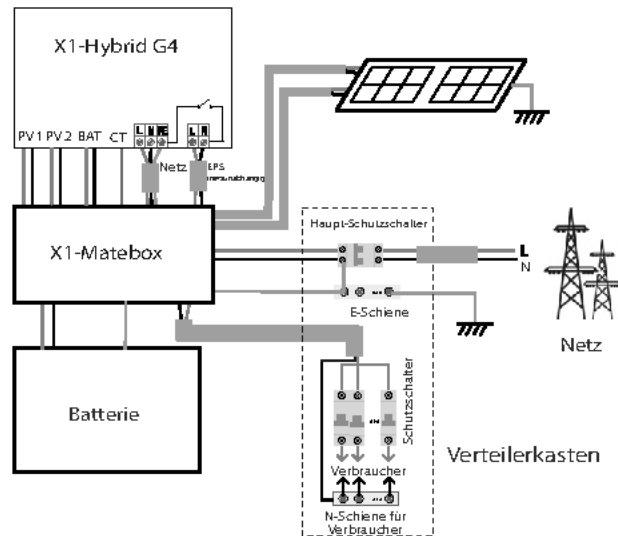 X1-Hybrid G4
PV1 PV2 BAT CT
L N PE
L N
Netz
EPS
X1-Matebox
Haupt-Schutzschalter
L
N
E-Schiene
Netz
Batterie
Schutzschalter
Verbraucher
Verteilerkasten
N-Schiene für
Verbraucher